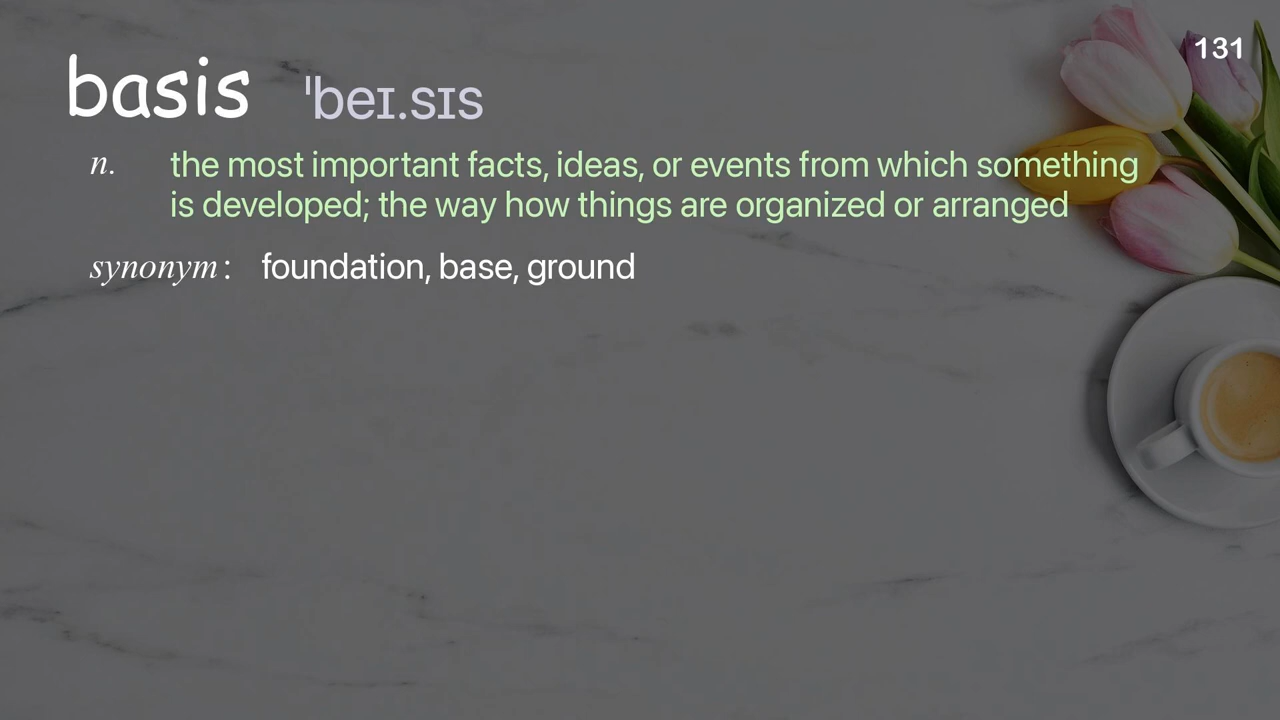 131
basis ˈbeɪ.sɪs
n. the most important facts, ideas, or events from which something
is developed; the way how things are organized or arranged
synonym : foundation, base, ground